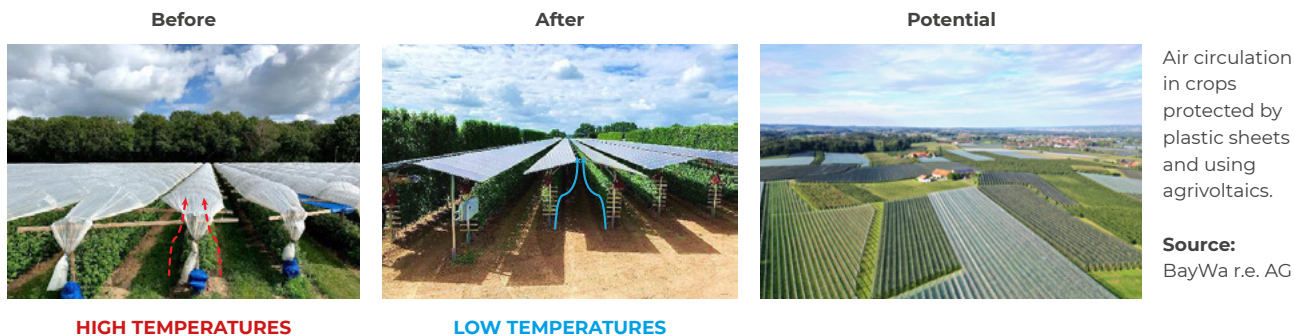 Before
After
Potential
HIGH TEMPERATURES
LOW TEMPERATURES
Air circulation
in crops
protected by
plastic sheets
and using
agrivoltaics.
Source:
BayWa r.e. AG